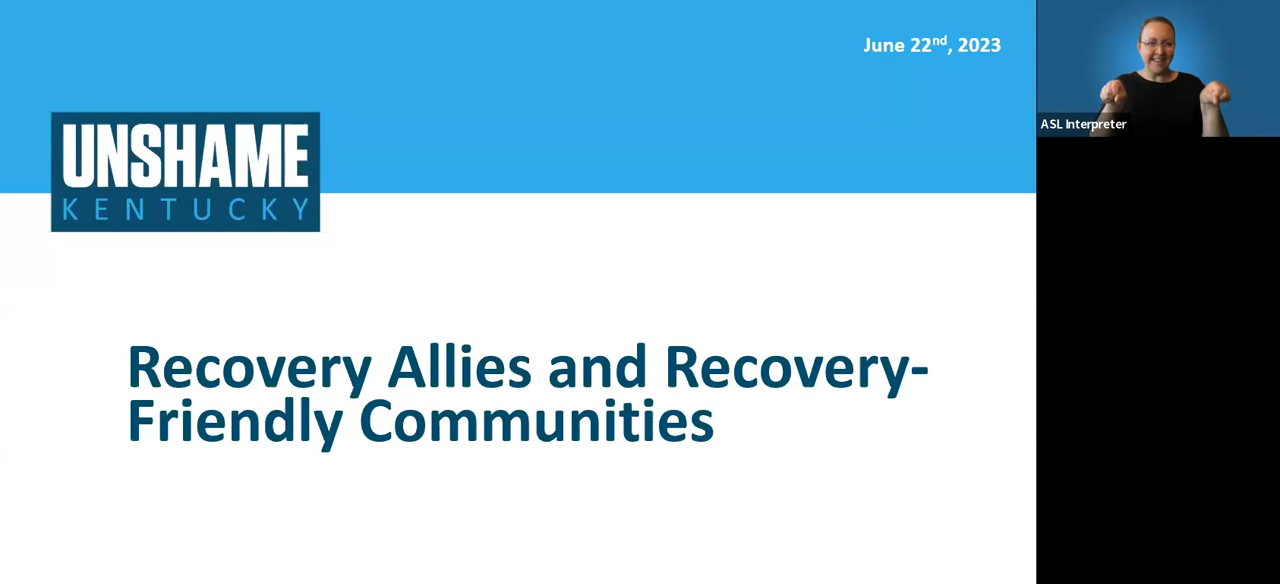 June 22nd, 2023
UNSHAME
KENTUCKY
ASL Interpreter
Recovery Allies and Recovery-
Friendly Communities